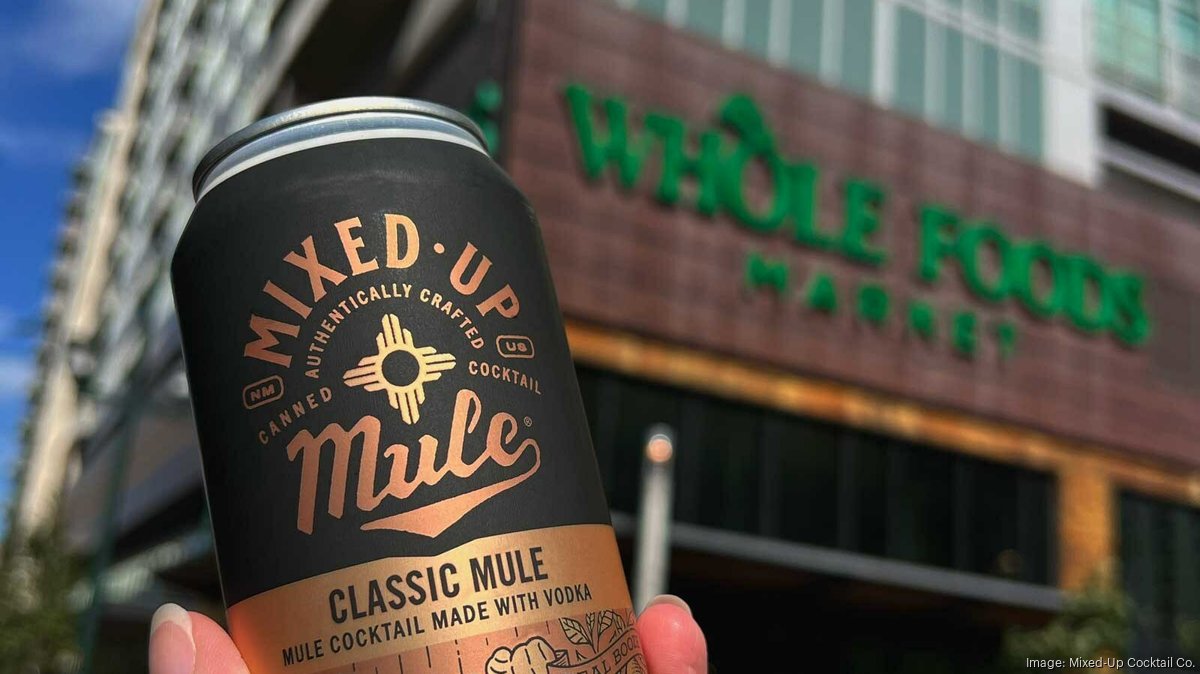 MIXED·UP
AUTHENTICALLY CRAFTED
NM
US
CANNED
COCKTAIL
Mule®
CLASSIC MULE
MULE COCKTAIL MADE WITH VODKA
WHOLE FOODS
MARKET
Image: Mixed-Up Cocktail Co.